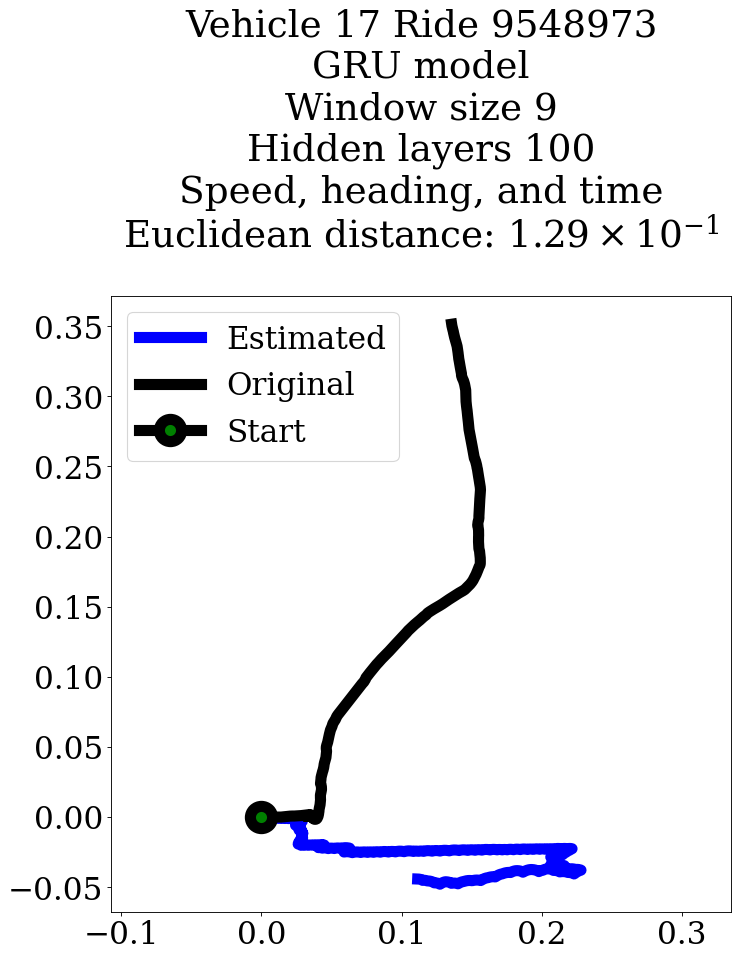 Vehicle 17 Ride 9548973
GRU model
Window size 9
Hidden layers 100
Speed, heading, and time
Euclidean distance: 1.29 × 10⁻¹
Estimated
Original
Start
0.35
0.30
0.25
0.20
0.15
0.10
0.05
0.00
−0.05
−0.1 0.0 0.1 0.2 0.3